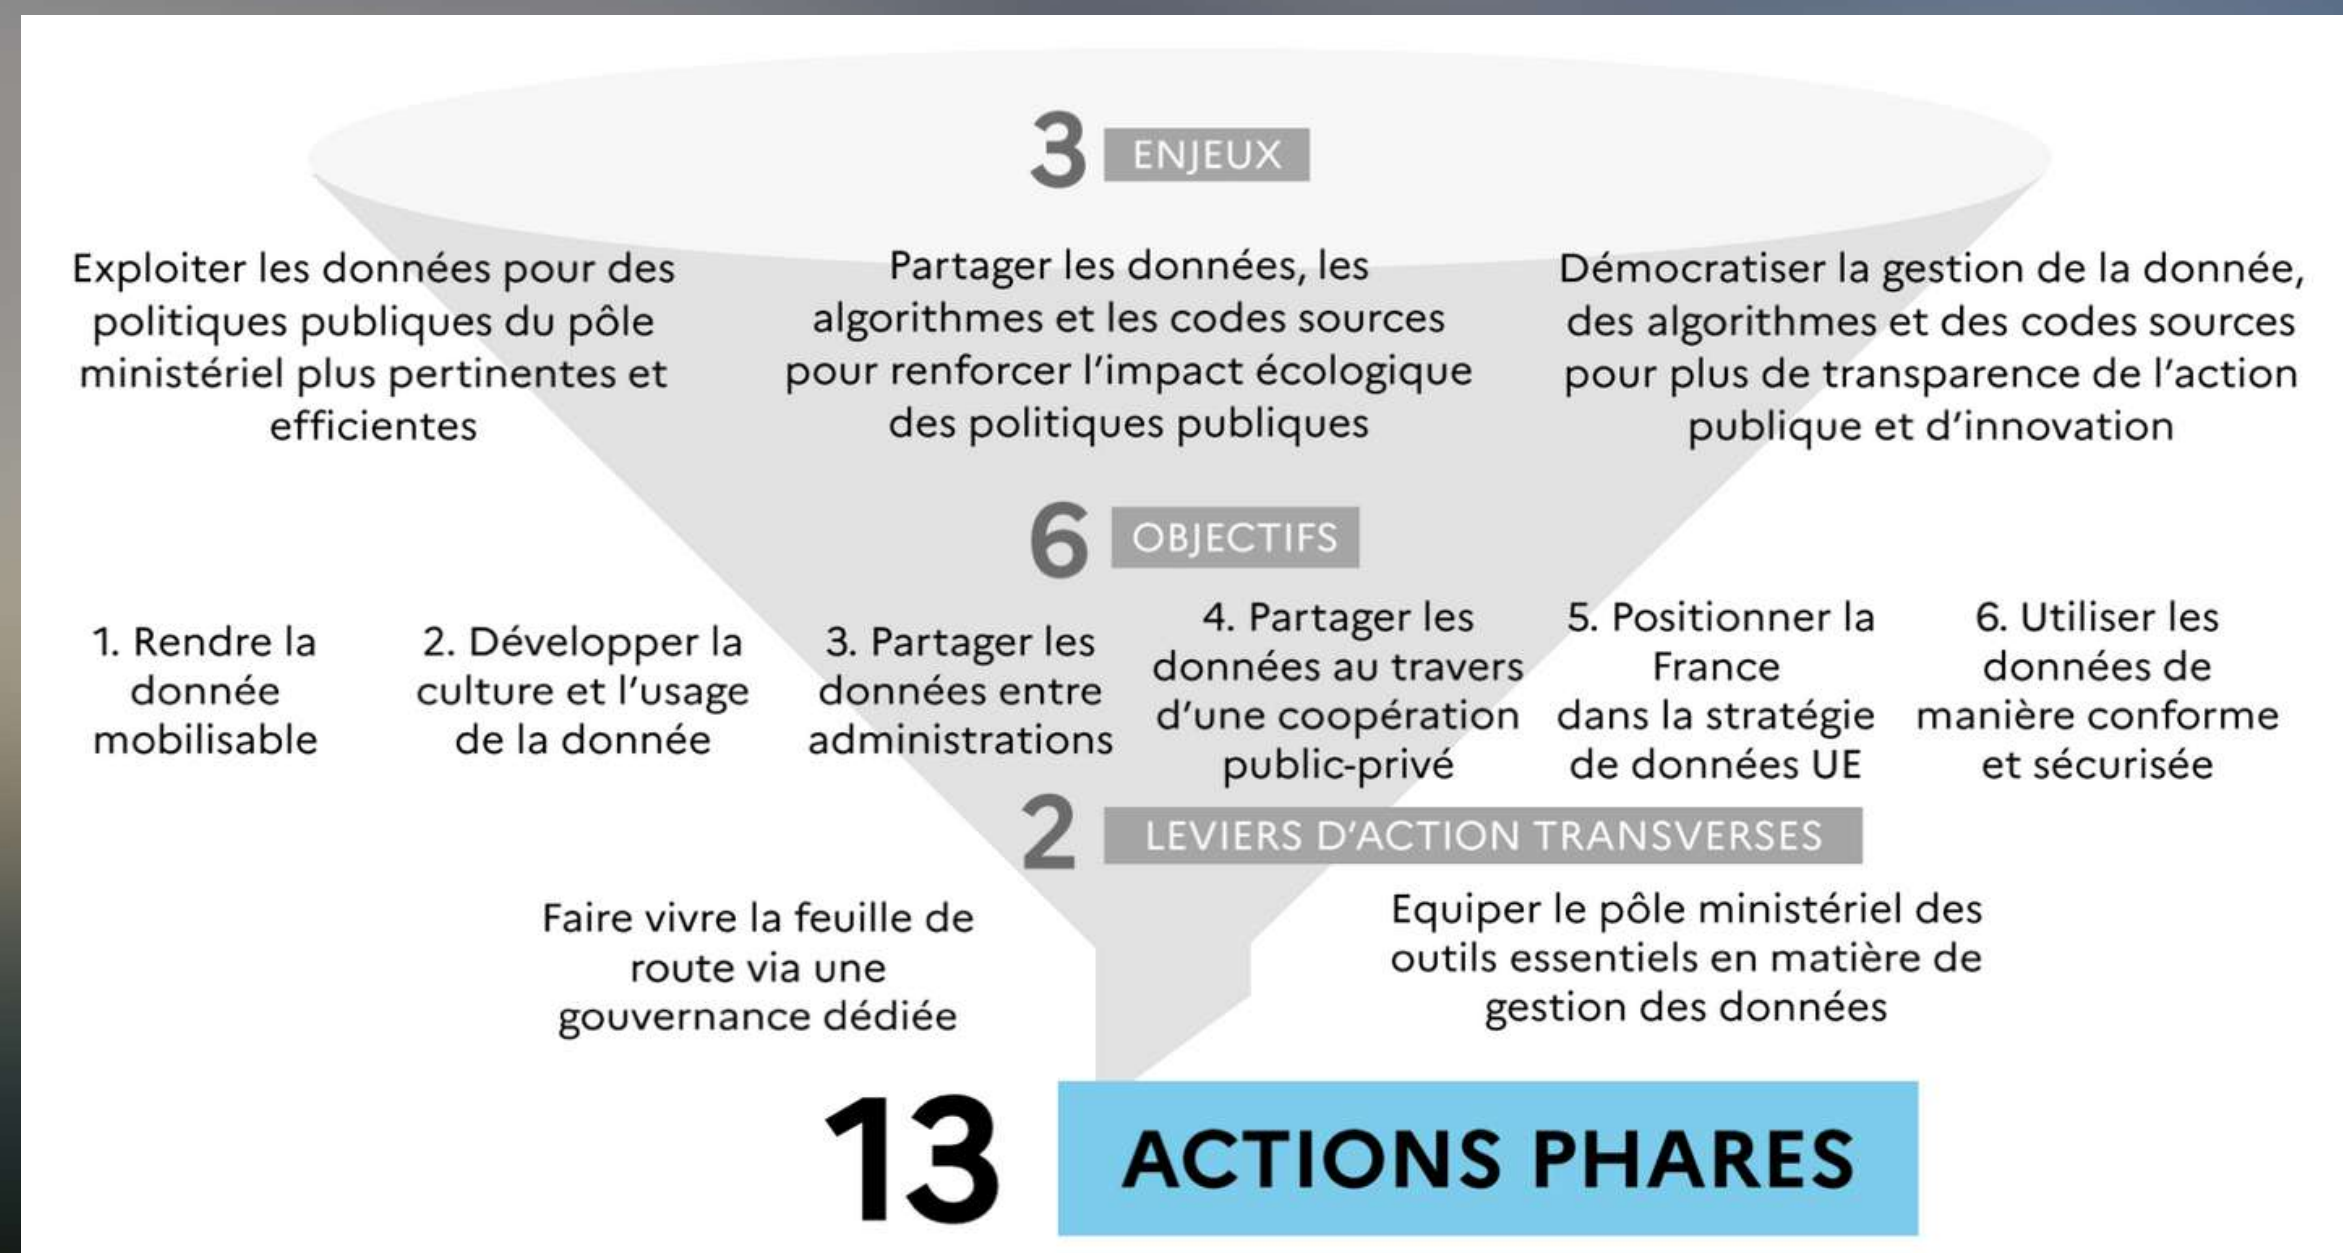 3 ENJEUX
Exploiter les données pour des
politiques publiques du pôle
ministériel plus pertinentes et
efficientes
Partager les données, les
algorithmes et les codes sources
pour renforcer l'impact écologique
des politiques publiques
Démocratiser la gestion de la donnée,
des algorithmes et des codes sources
pour plus de transparence de l'action
publique et d'innovation
6 OBJECTIFS
1. Rendre la
donnée
mobilisable
2. Développer la
culture et l'usage
de la donnée
3. Partager les
données entre
administrations
4. Partager les
données au travers
d'une coopération
public-privé
5. Positionner la
France
dans la stratégie
de données UE
6. Utiliser les
données de
manière conforme
et sécurisée
2 LEVIERS D'ACTION TRANSVERSES
Faire vivre la feuille de
route via une
gouvernance dédiée
Equiper le pôle ministériel des
outils essentiels en matière de
gestion des données
13 ACTIONS PHARES